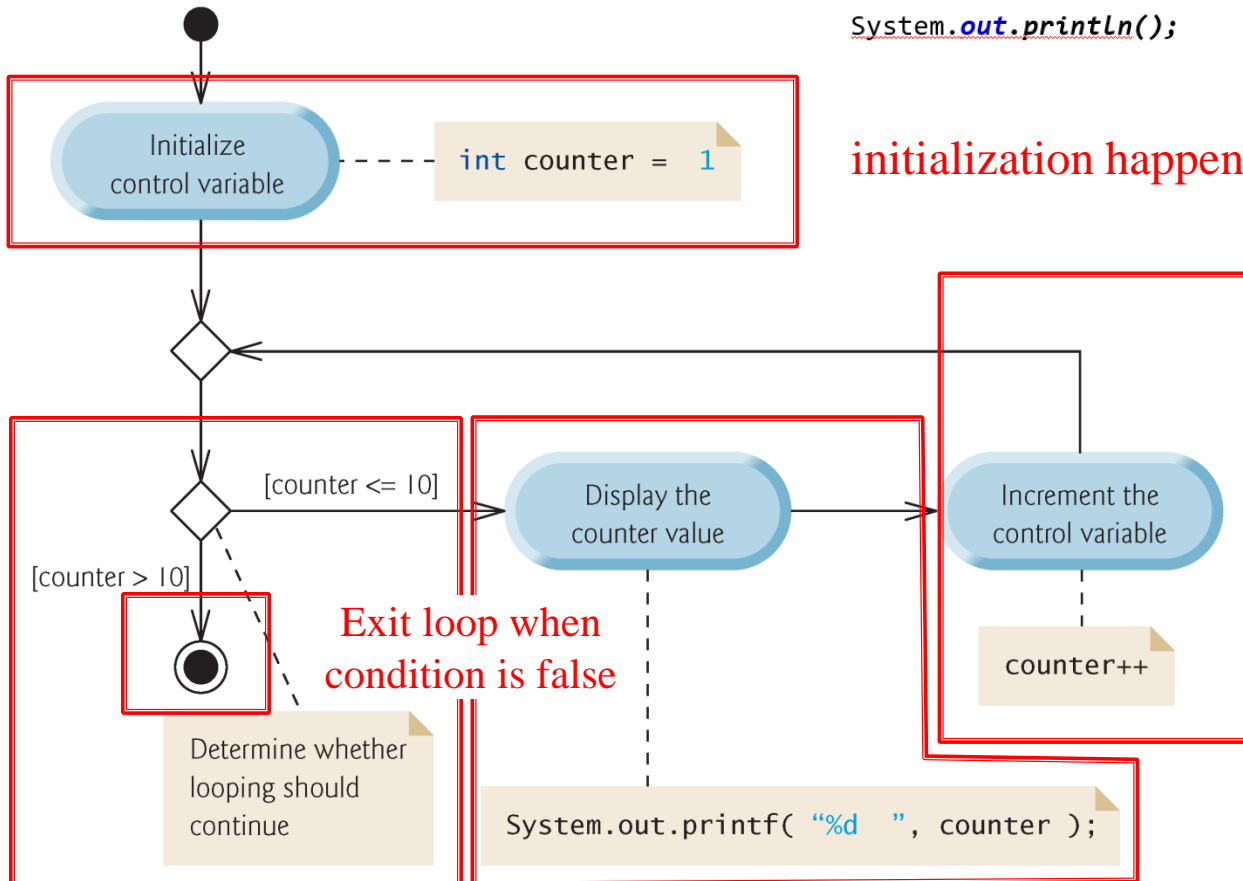 System.out.println();
Initialize
control variable
int counter = 1
initialization happen
[counter <= 10]
Display the
counter value
Increment the
control variable
[counter > 10]
Exit loop when
condition is false
counter++
Determine whether
looping should
continue
System.out.printf( “%d  ”, counter );